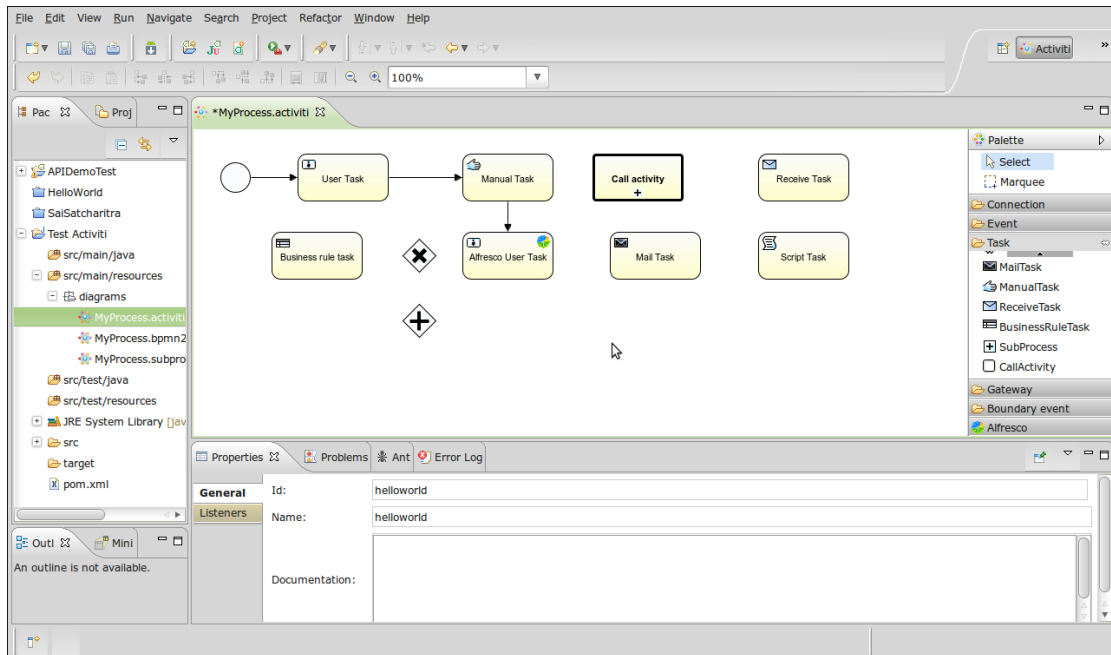 File Edit View Run Navigate Search Project Refactor Window Help
Activiti »
100%
Pac Proj
*MyProcess.activiti
APIDemoTest
HelloWorld
SaiSatcharitra
Test Activiti
src/main/java
src/main/resources
diagrams
MyProcess.activiti
MyProcess.bpmn2
MyProcess.subpro
src/test/java
src/test/resources
JRE System Library [jav
src
target
pom.xml
User Task
Manual Task
Call activity
Receive Task
Business rule task
Alfresco User Task
Mail Task
Script Task
Palette
Select
Marquee
Connection
Event
Task
MailTask
ManualTask
ReceiveTask
BusinessRuleTask
SubProcess
CallActivity
Gateway
Boundary event
Alfresco
Outl Mini
An outline is not available.
Properties Problems Ant Error Log
General
Listeners
Id: helloworld
Name: helloworld
Documentation: